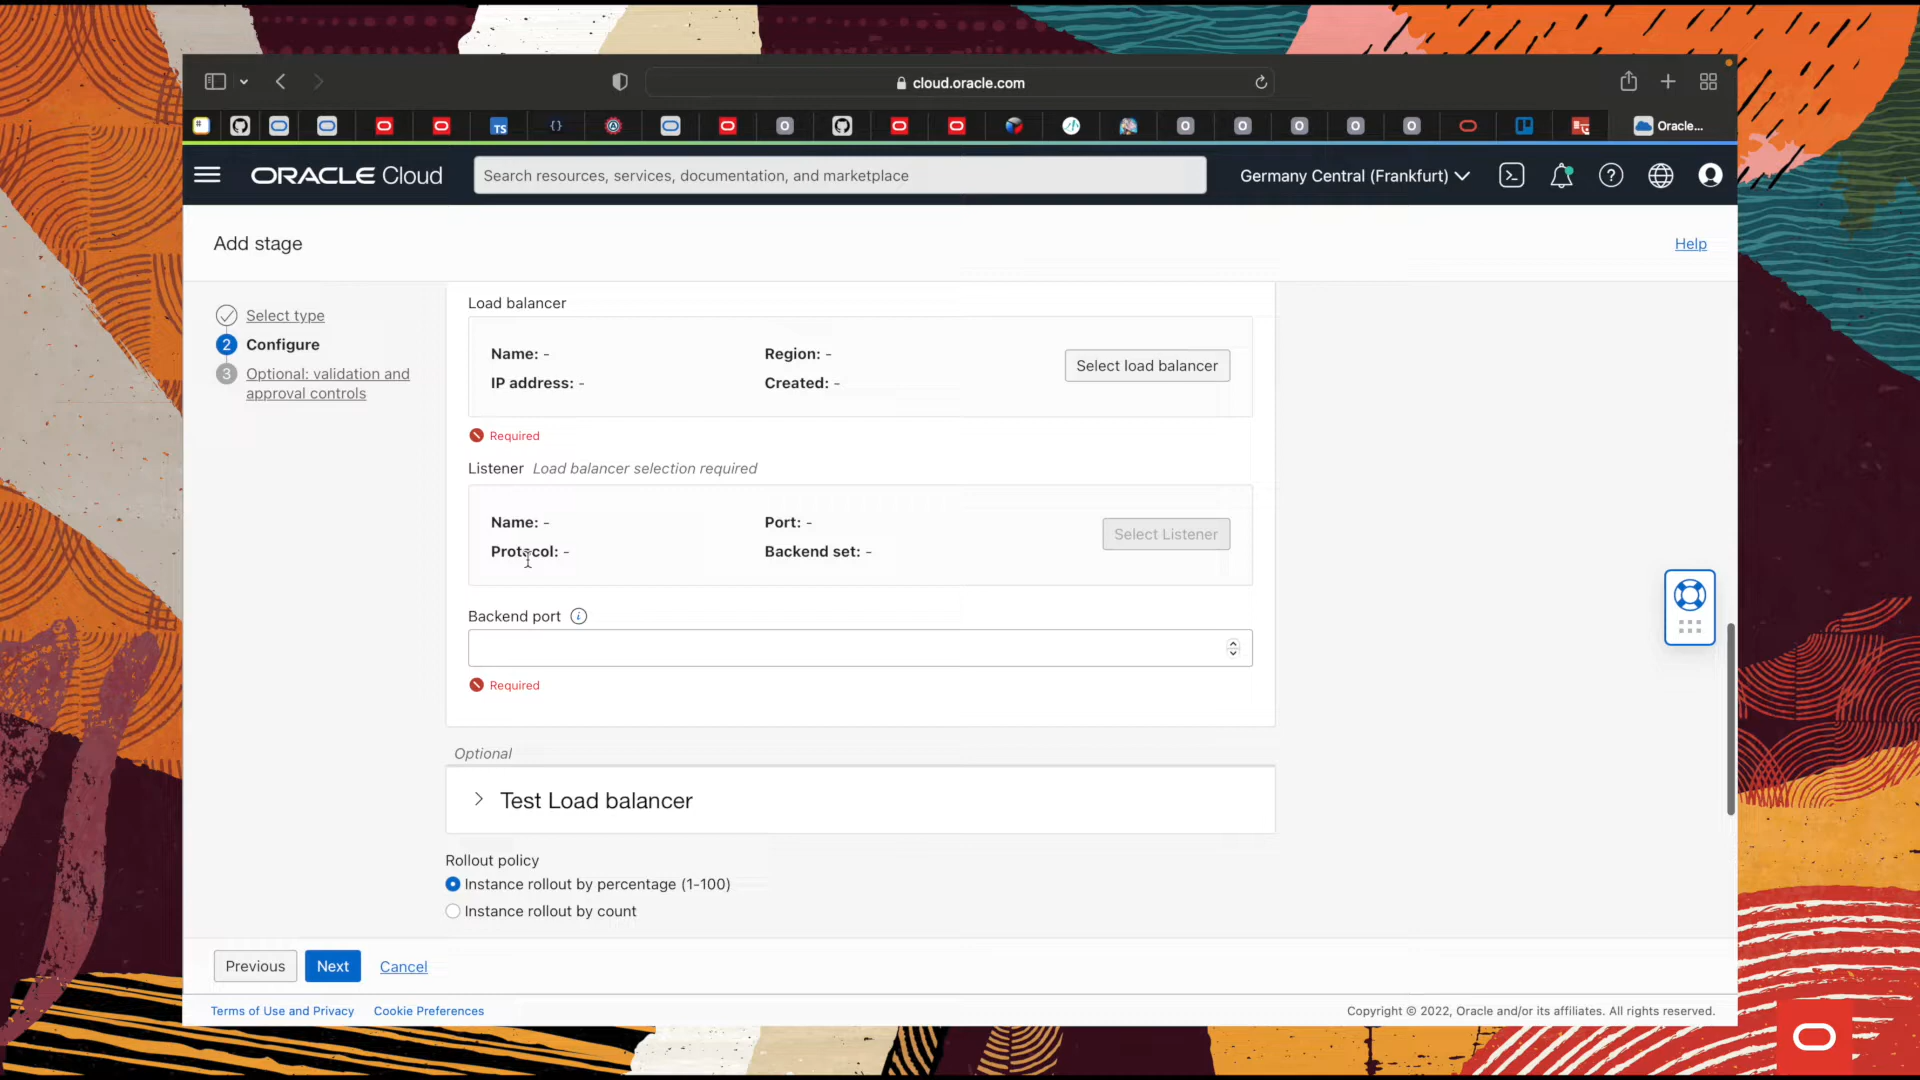 cloud.oracle.com
TS
{}
Oracle...
ORACLE Cloud
Search resources, services, documentation, and marketplace
Germany Central (Frankfurt)
Add stage
Help
Select type
2 Configure
3 Optional: validation and
approval controls
Load balancer
Name: -
Region: -
IP address: -
Created: -
Select load balancer
Required
Listener Load balancer selection required
Name: -
Port: -
Protocol: -
Backend set: -
Select Listener
Backend port
Required
Optional
Test Load balancer
Rollout policy
Instance rollout by percentage (1-100)
Instance rollout by count
Previous
Next
Cancel
Terms of Use and Privacy
Cookie Preferences
Copyright © 2022, Oracle and/or its affiliates. All rights reserved.